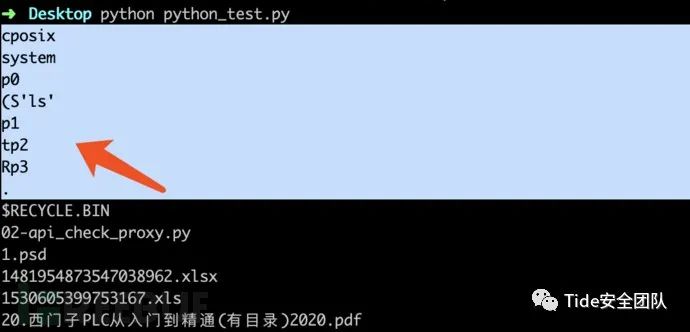 ➜ Desktop python python_test.py
cposix
system
p0
(S'ls'
p1
tp2
Rp3
.
$RECYCLE.BIN
02-api_check_proxy.py
1.psd
1481954873547038962.xlsx
1530605399753167.xls
20.西门子PLC从入门到精通(有目录)2020.pdf
Tide安全团队